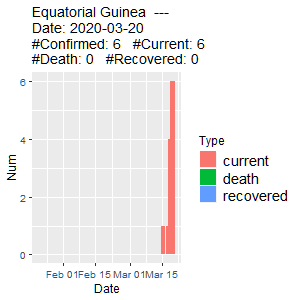 Equatorial Guinea  ---
Date: 2020-03-20
#Confirmed: 6   #Current: 6
#Death: 0   #Recovered: 0
6
4
2
0
Num
Feb 01 Feb 15 Mar 01 Mar 15
Date
Type
current
death
recovered